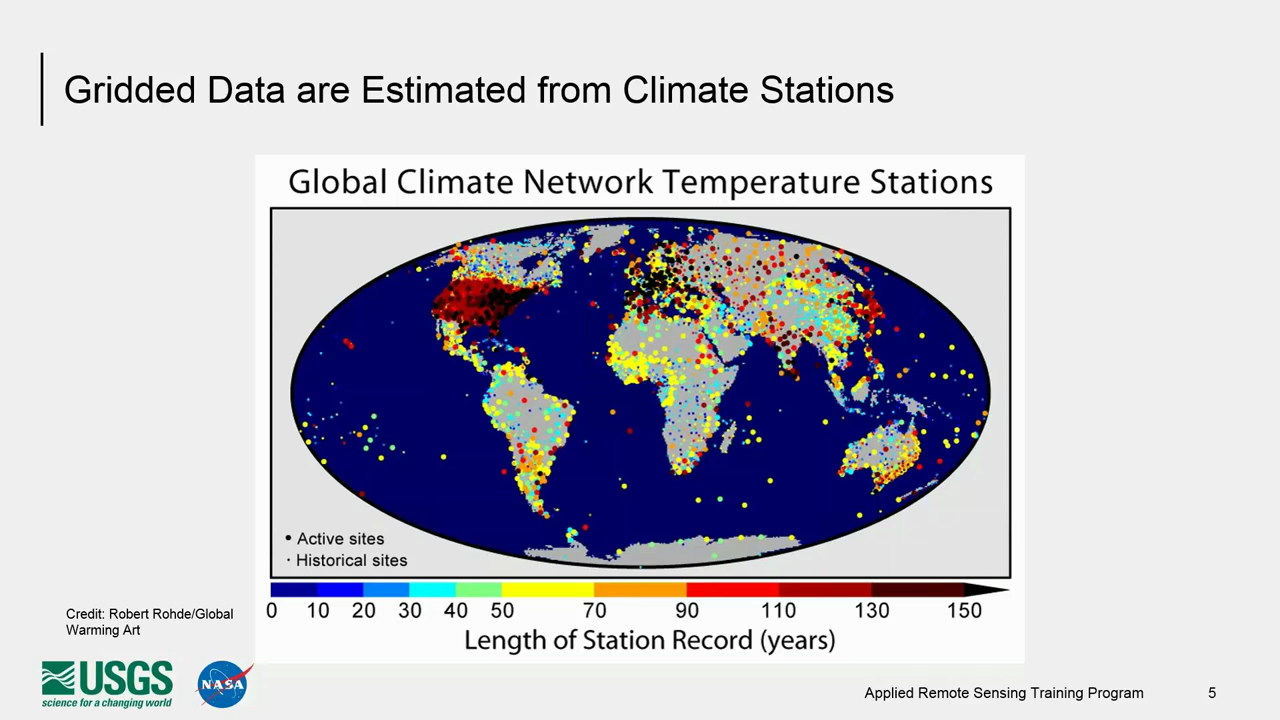 Gridded Data are Estimated from Climate Stations
Global Climate Network Temperature Stations
• Active sites
· Historical sites
0 10 20 30 40 50 70 90 110 130 150
Length of Station Record (years)
Credit: Robert Rohde/Global
Warming Art
USGS
science for a changing world
NASA
Applied Remote Sensing Training Program
5